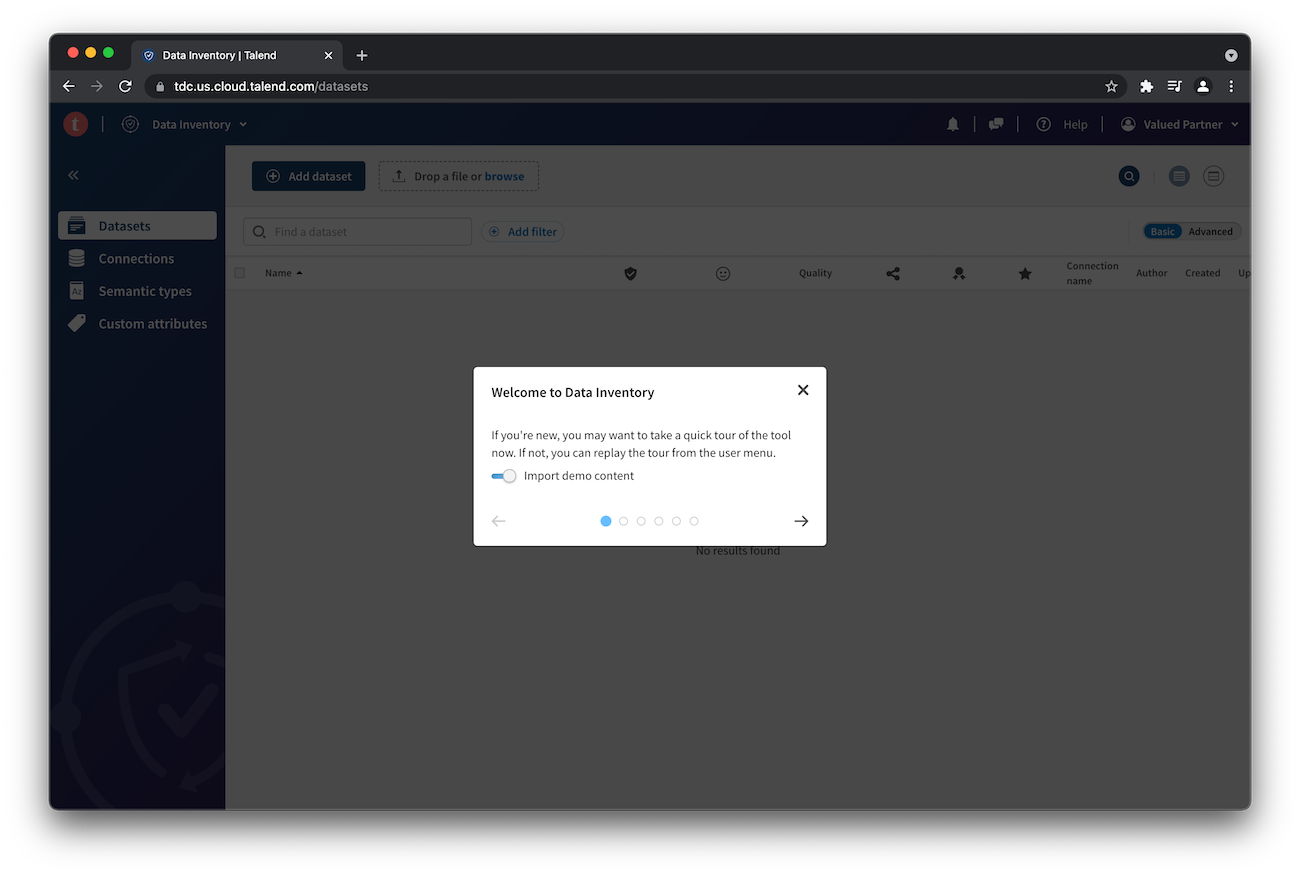 Data Inventory | Talend
tdc.us.cloud.talend.com/datasets
t
Data Inventory
Help
Valued Partner
Add dataset
Drop a file or browse
Datasets
Find a dataset
Add filter
Basic
Advanced
Connections
Name
Quality
Connection
name
Author
Created
Up
Semantic types
Az
Custom attributes
Welcome to Data Inventory
If you're new, you may want to take a quick tour of the tool
now. If not, you can replay the tour from the user menu.
Import demo content
No results found